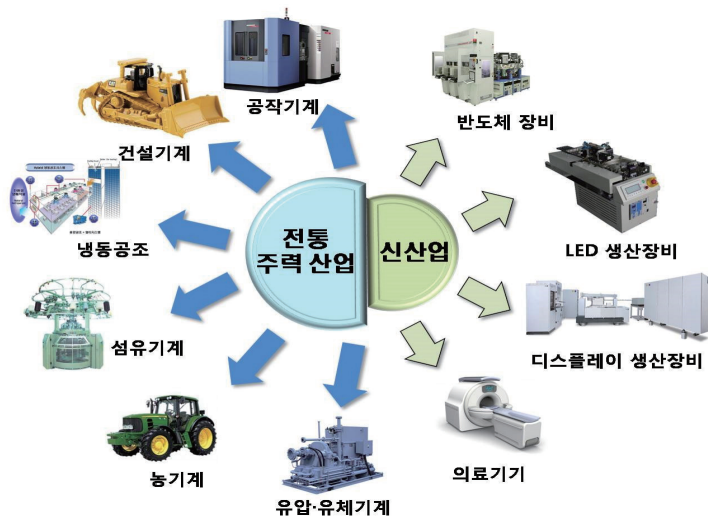 공작기계
반도체 장비
건설기계
LED 생산장비
냉동공조
전통
주력 산업
신산업
섬유기계
디스플레이 생산장비
농기계
의료기기
유압·유체기계